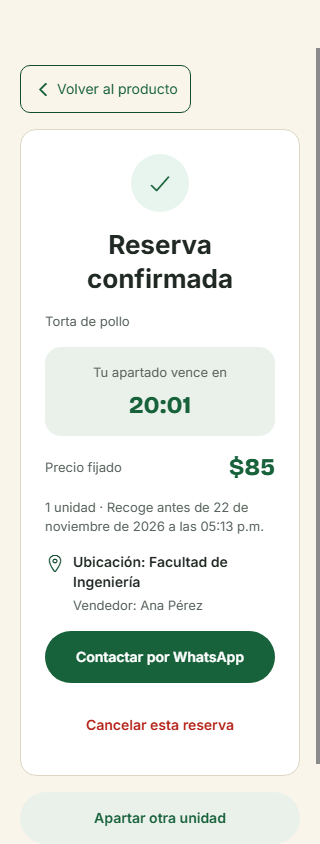 Volver al producto
Reserva
confirmada
Torta de pollo
Tu apartado vence en
20:01
Precio fijado
$85
1 unidad · Recoge antes de 22 de
noviembre de 2026 a las 05:13 p.m.
Ubicación: Facultad de
Ingeniería
Vendedor: Ana Pérez
Contactar por WhatsApp
Cancelar esta reserva
Apartar otra unidad